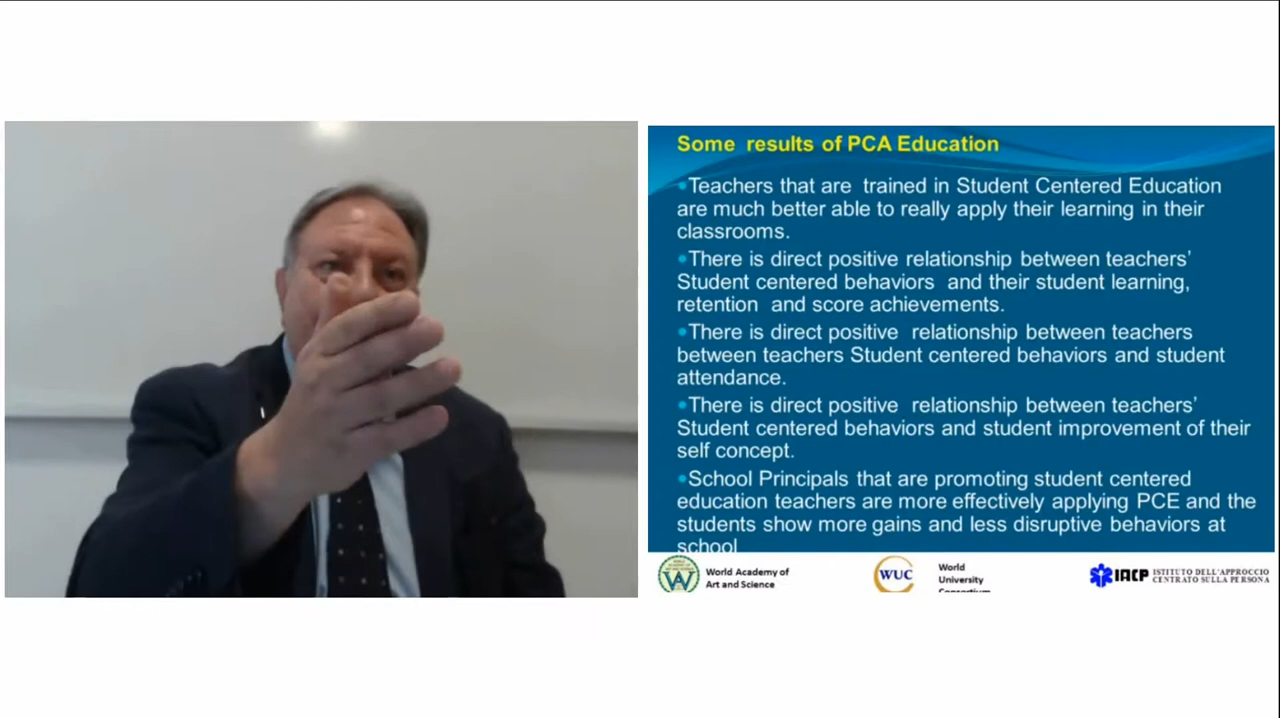 Some results of PCA Education
•Teachers that are trained in Student Centered Education
are much better able to really apply their learning in their
classrooms.
•There is direct positive relationship between teachers'
Student centered behaviors and their student learning,
retention and score achievements.
•There is direct positive relationship between teachers
between teachers Student centered behaviors and student
attendance.
•There is direct positive relationship between teachers'
Student centered behaviors and student improvement of their
self concept.
•School Principals that are promoting student centered
education teachers are more effectively applying PCE and the
students show more gains and less disruptive behaviors at
school
World Academy of
Art and Science
WUC
World
University
Consortium
IACP
ISTITUTO DELL'APPROCCIO
CENTRATO SULLA PERSONA